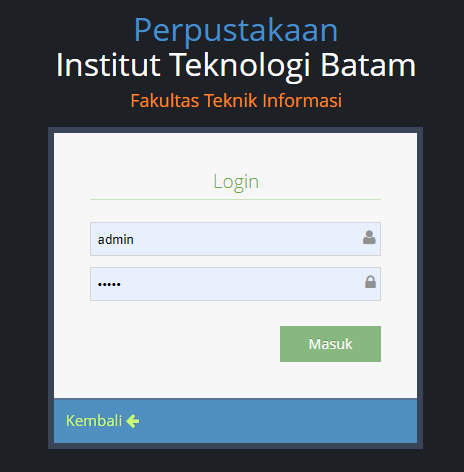 Perpustakaan
Institut Teknologi Batam
Fakultas Teknik Informasi
Login
admin
•••••
Masuk
Kembali